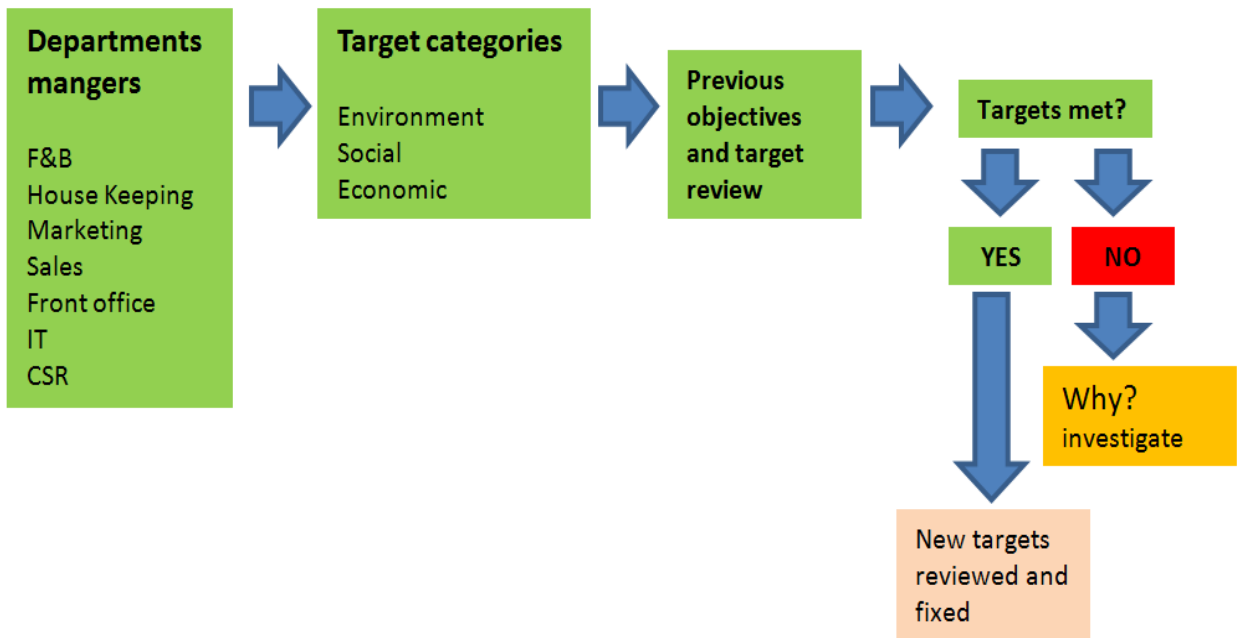 Departments
mangers
F&B
House Keeping
Marketing
Sales
Front office
IT
CSR
Target categories
Environment
Social
Economic
Previous
objectives
and target
review
Targets met?
YES
NO
Why?
investigate
New targets
reviewed and
fixed